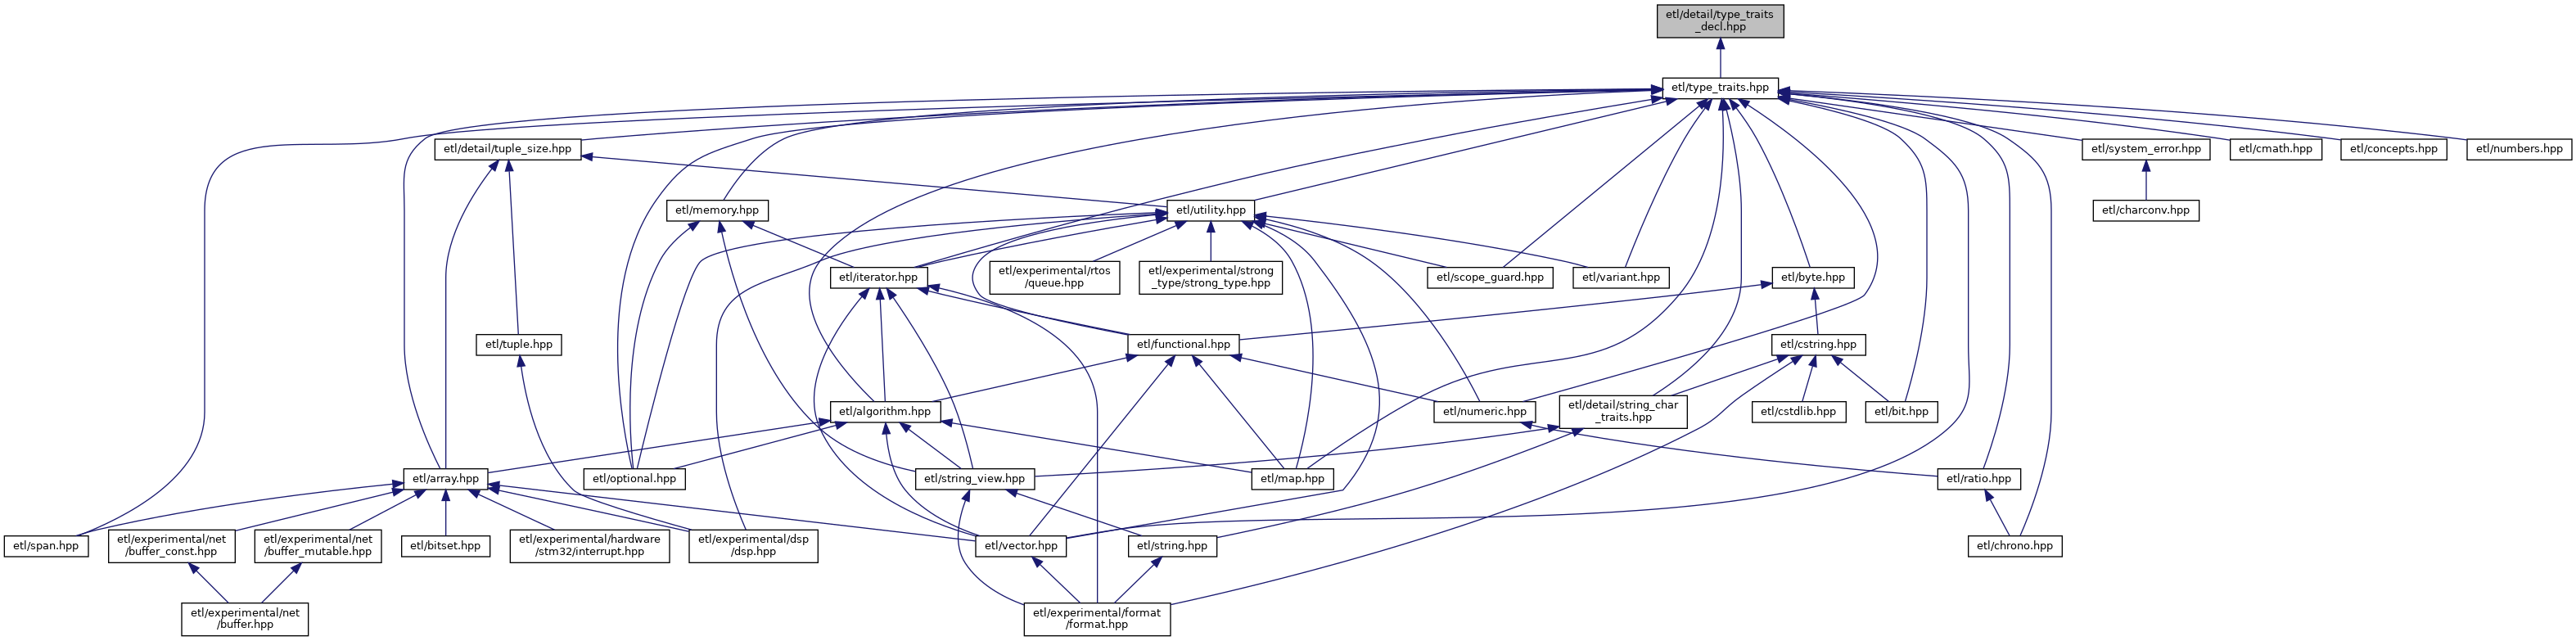 etl/detail/type_traits
_decl.hpp
etl/type_traits.hpp
etl/detail/tuple_size.hpp
etl/system_error.hpp
etl/cmath.hpp
etl/concepts.hpp
etl/numbers.hpp
etl/memory.hpp
etl/utility.hpp
etl/charconv.hpp
etl/iterator.hpp
etl/experimental/rtos
/queue.hpp
etl/experimental/strong
_type/strong_type.hpp
etl/scope_guard.hpp
etl/variant.hpp
etl/byte.hpp
etl/tuple.hpp
etl/functional.hpp
etl/cstring.hpp
etl/algorithm.hpp
etl/numeric.hpp
etl/detail/string_char
_traits.hpp
etl/cstdlib.hpp
etl/bit.hpp
etl/array.hpp
etl/optional.hpp
etl/string_view.hpp
etl/map.hpp
etl/ratio.hpp
etl/span.hpp
etl/experimental/net
/buffer_const.hpp
etl/experimental/net
/buffer_mutable.hpp
etl/bitset.hpp
etl/experimental/hardware
/stm32/interrupt.hpp
etl/experimental/dsp
/dsp.hpp
etl/vector.hpp
etl/string.hpp
etl/chrono.hpp
etl/experimental/net
/buffer.hpp
etl/experimental/format
/format.hpp